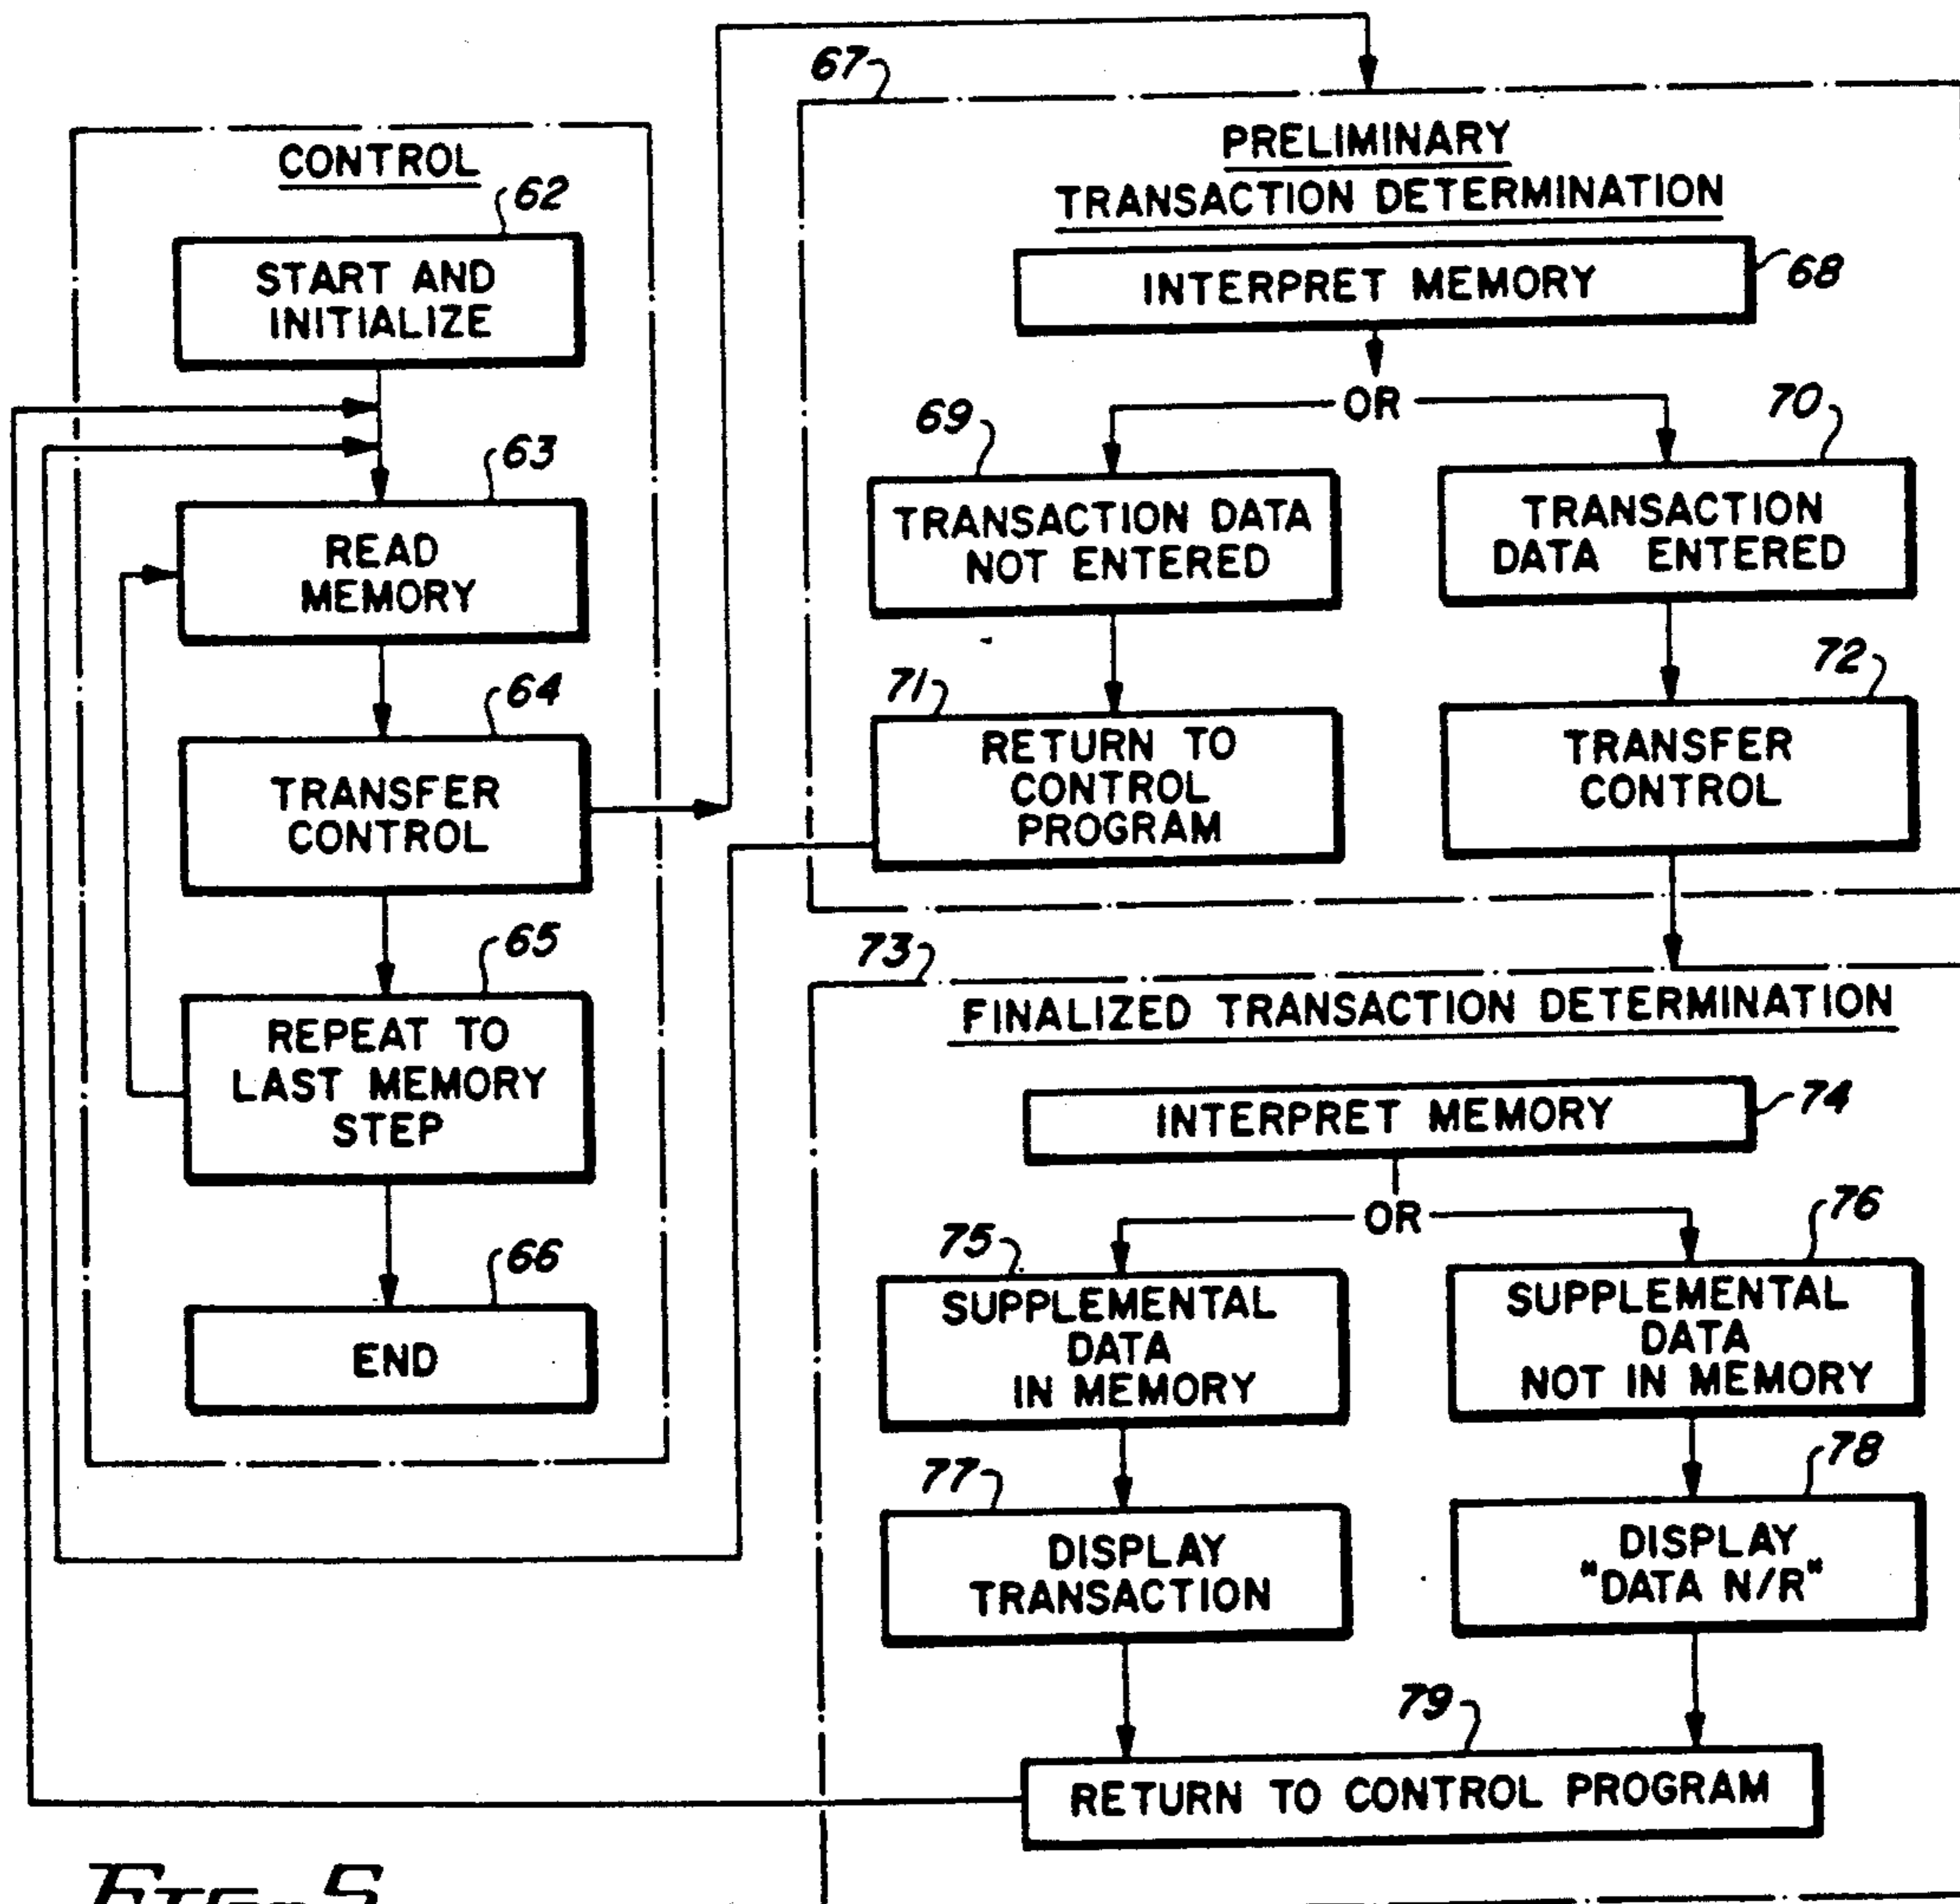 CONTROL
62
START AND
INITIALIZE
63
READ
MEMORY
64
TRANSFER
CONTROL
65
REPEAT TO
LAST MEMORY
STEP
66
END
67
PRELIMINARY
TRANSACTION DETERMINATION
INTERPRET MEMORY
68
OR
69
TRANSACTION DATA
NOT ENTERED
70
TRANSACTION
DATA ENTERED
71
RETURN TO
CONTROL
PROGRAM
72
TRANSFER
CONTROL
73
FINALIZED TRANSACTION DETERMINATION
INTERPRET MEMORY
74
OR
75
SUPPLEMENTAL
DATA
IN MEMORY
76
SUPPLEMENTAL
DATA
NOT IN MEMORY
77
DISPLAY
TRANSACTION
78
DISPLAY
"DATA N/R"
79
RETURN TO CONTROL PROGRAM